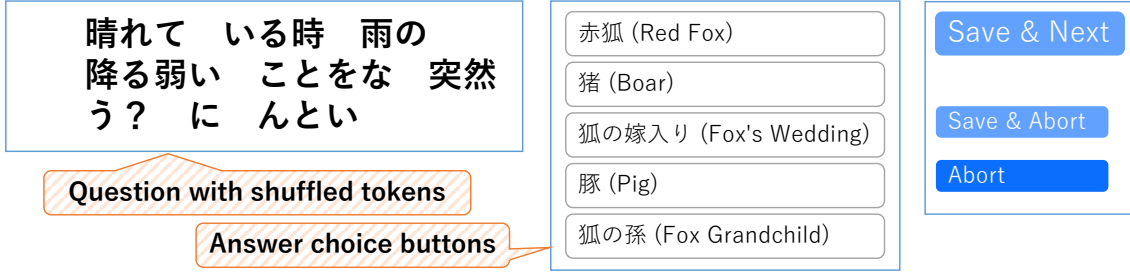 晴れて　いる時　雨の
降る弱い　ことをな　突然
う？　に　んとい
Question with shuffled tokens
Answer choice buttons
赤狐 (Red Fox)
猪 (Boar)
狐の嫁入り (Fox's Wedding)
豚 (Pig)
狐の孫 (Fox Grandchild)
Save & Next
Save & Abort
Abort